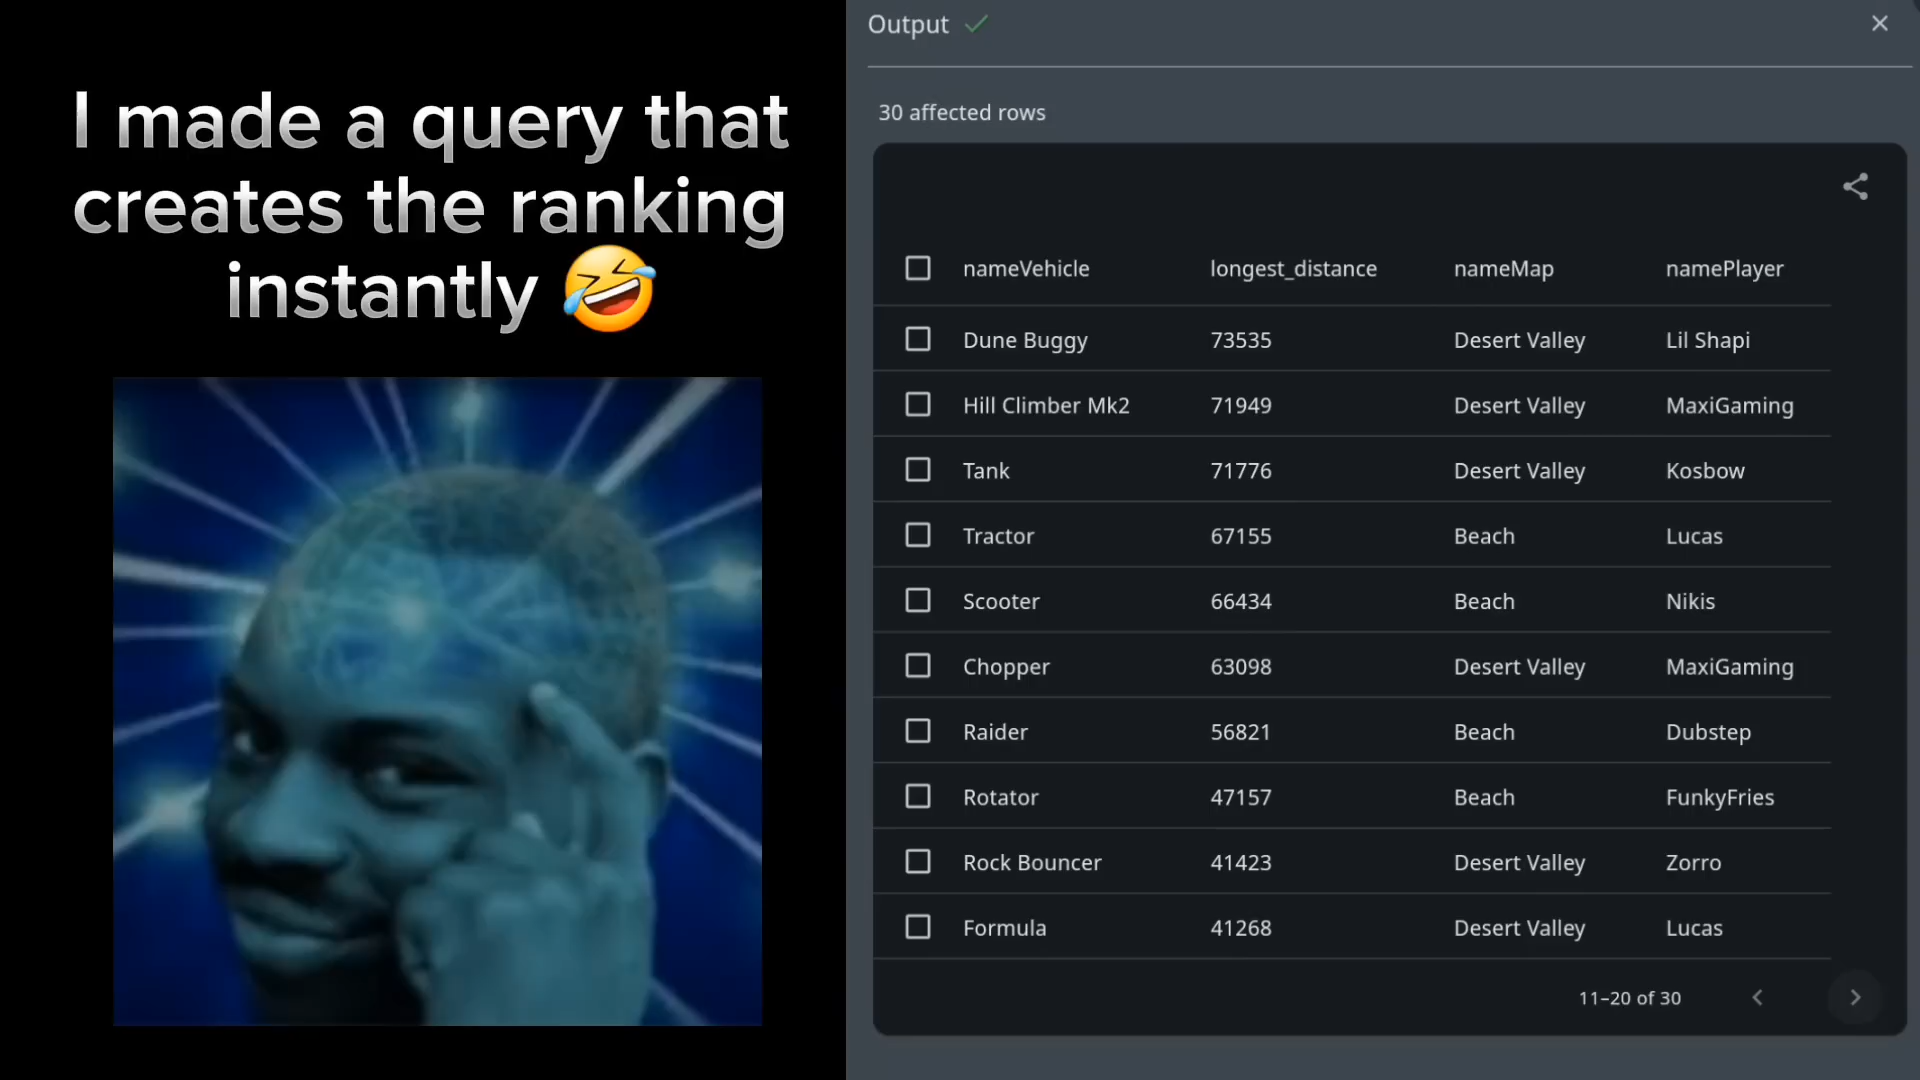 I made a query that
creates the ranking
instantly 🤣
Output
30 affected rows
nameVehicle longest_distance nameMap namePlayer
Dune Buggy 73535 Desert Valley Lil Shapi
Hill Climber Mk2 71949 Desert Valley MaxiGaming
Tank 71776 Desert Valley Kosbow
Tractor 67155 Beach Lucas
Scooter 66434 Beach Nikis
Chopper 63098 Desert Valley MaxiGaming
Raider 56821 Beach Dubstep
Rotator 47157 Beach FunkyFries
Rock Bouncer 41423 Desert Valley Zorro
Formula 41268 Desert Valley Lucas
11–20 of 30